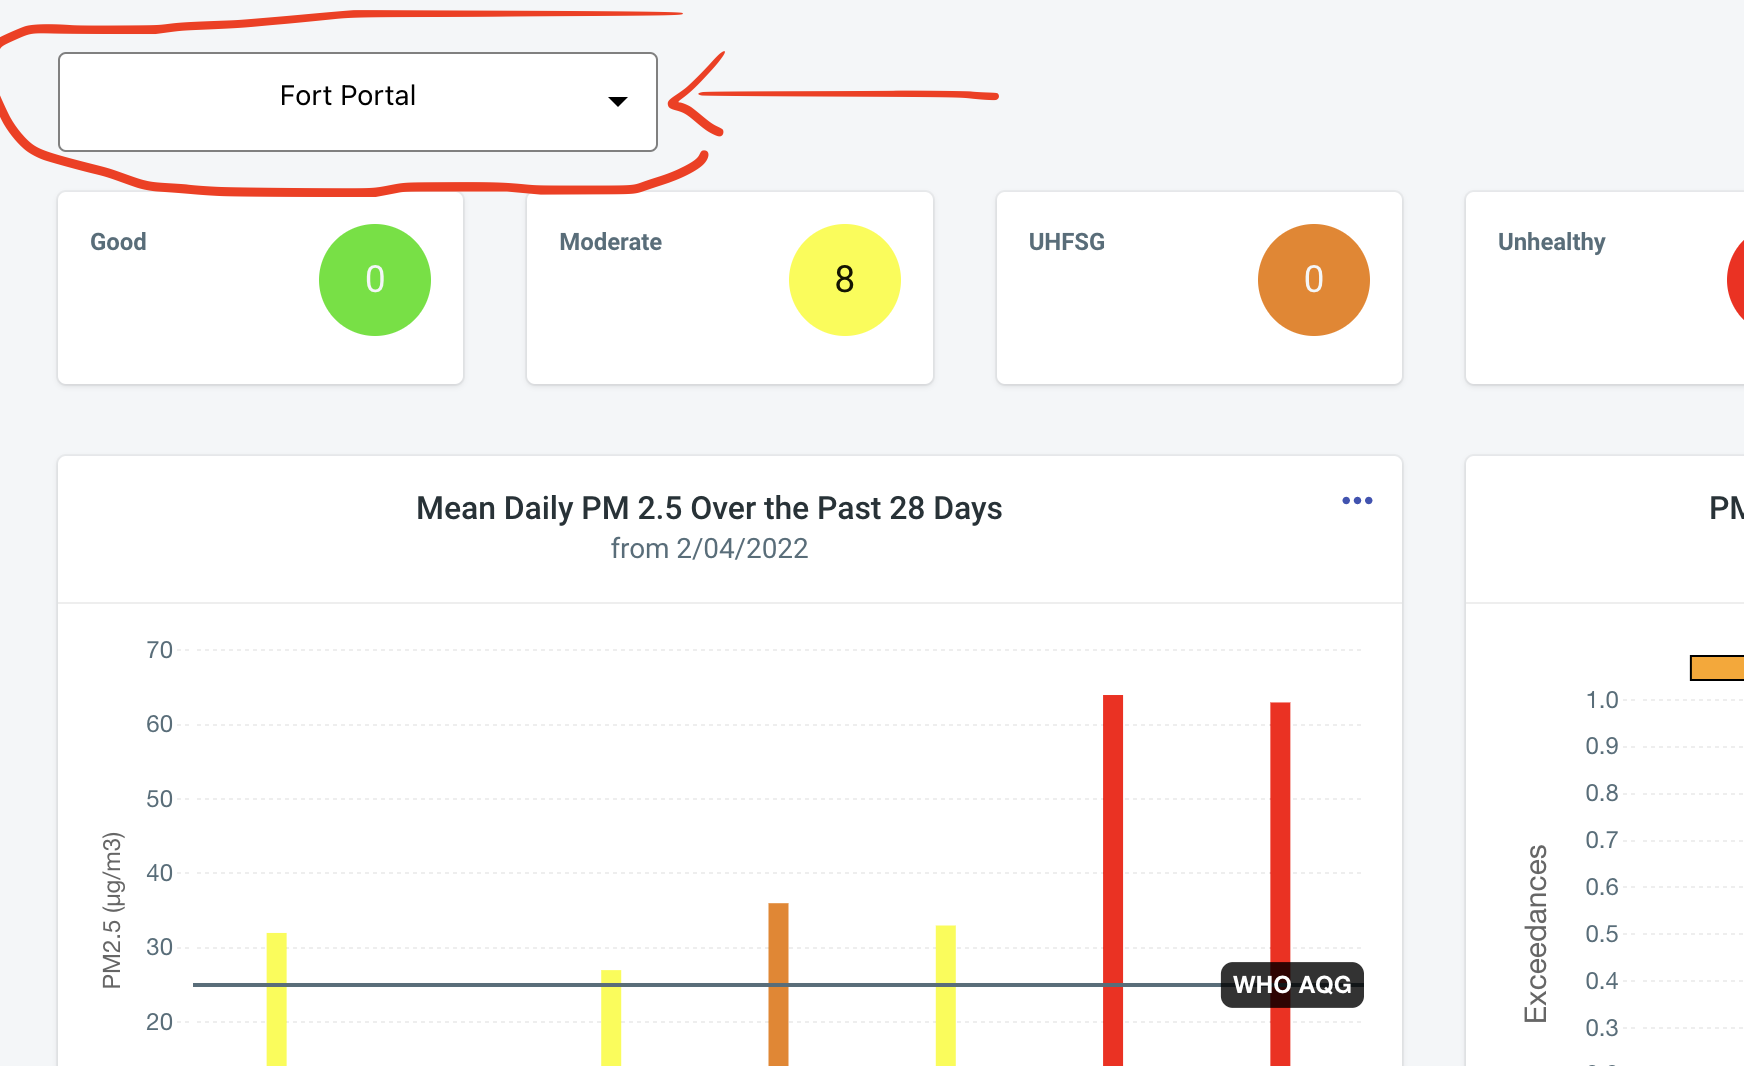 Fort Portal
Good
0
Moderate
8
UHFSG
0
Unhealthy
Mean Daily PM 2.5 Over the Past 28 Days
from 2/04/2022
70
60
50
40
30
20
PM2.5 (µg/m3)
WHO AQG
PM
1.0
0.9
0.8
0.7
0.6
0.5
0.4
0.3
Exceedances